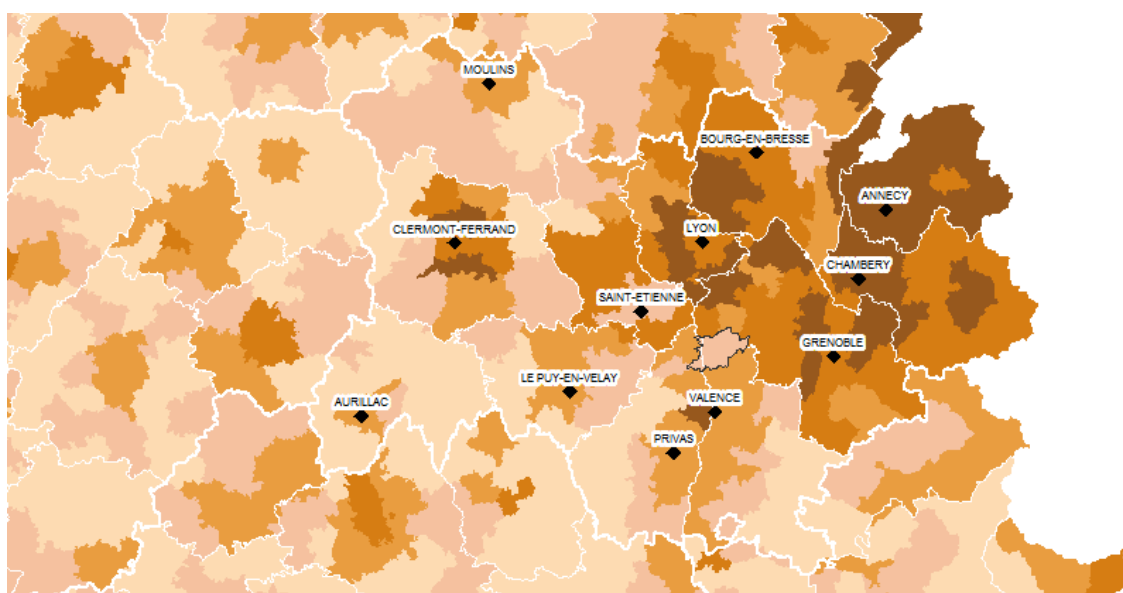 MOULINS
BOURG-EN-BRESSE
ANNECY
CLERMONT-FERRAND
LYON
CHAMBERY
SAINT-ETIENNE
GRENOBLE
LE PUY-EN-VELAY
AURILLAC
VALENCE
PRIVAS